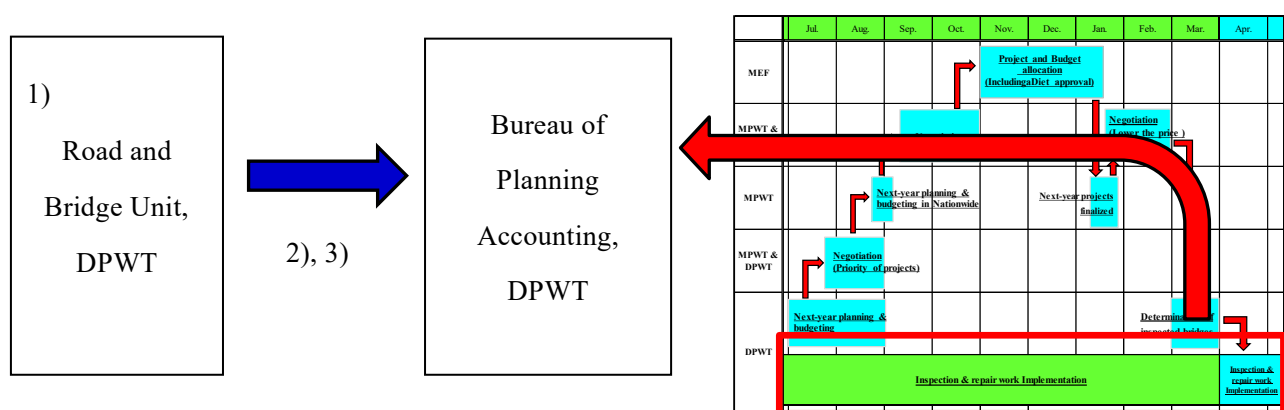 1)
Road and
Bridge Unit,
DPWT
2), 3)
Bureau of
Planning
Accounting,
DPWT
Jul. Aug. Sep. Oct. Nov. Dec. Jan. Feb. Mar. Apr.
MEF
Project and Budget
allocation
(IncludingaDiet approval)
MPWT &
Negotiation
(Lower the price )
MPWT
Next-year planning &
budgeting in Nationwide
Next-year projects
finalized
MPWT &
DPWT
Negotiation
(Priority of projects)
DPWT
Next-year planning &
budgeting
inspected bridges
Inspection & repair work Implementation
Inspection &
repair work
Implementation